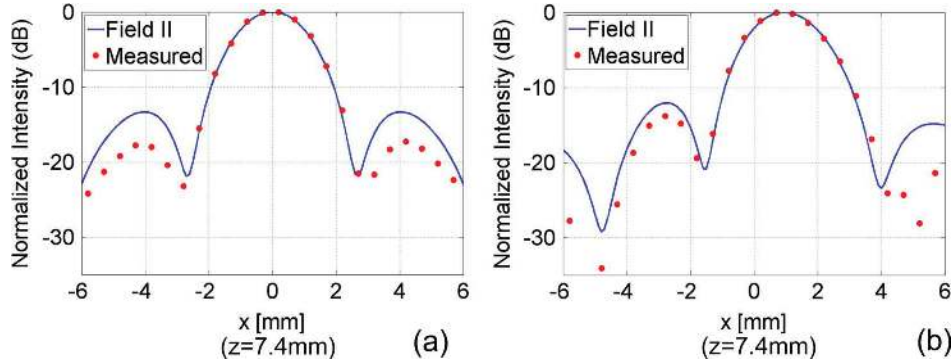 0
-10
-20
-30
Normalized Intensity (dB)
Field II
Measured
-6 -4 -2 0 2 4 6
x [mm]
(z=7.4mm)
(a)
0
-10
-20
-30
Normalized Intensity (dB)
Field II
Measured
-6 -4 -2 0 2 4 6
x [mm]
(z=7.4mm)
(b)